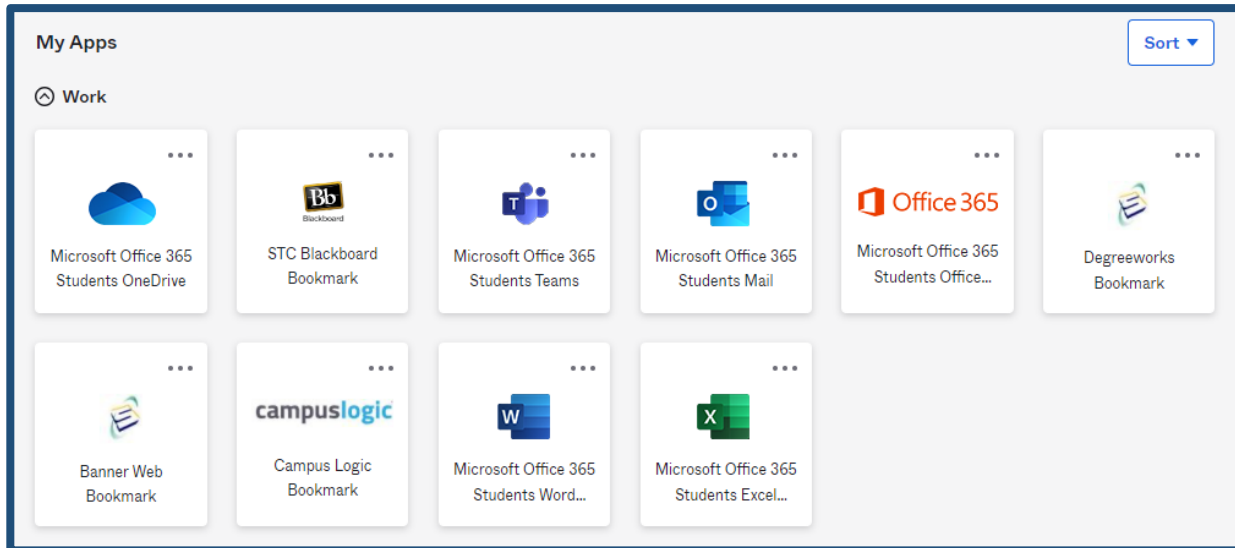 My Apps
Sort
Work
Bb
Blackboard
T
O
Office 365
Microsoft Office 365
Students OneDrive
STC Blackboard
Bookmark
Microsoft Office 365
Students Teams
Microsoft Office 365
Students Mail
Microsoft Office 365
Students Office...
Degreeworks
Bookmark
campuslogic
W
X
Banner Web
Bookmark
Campus Logic
Bookmark
Microsoft Office 365
Students Word...
Microsoft Office 365
Students Excel...